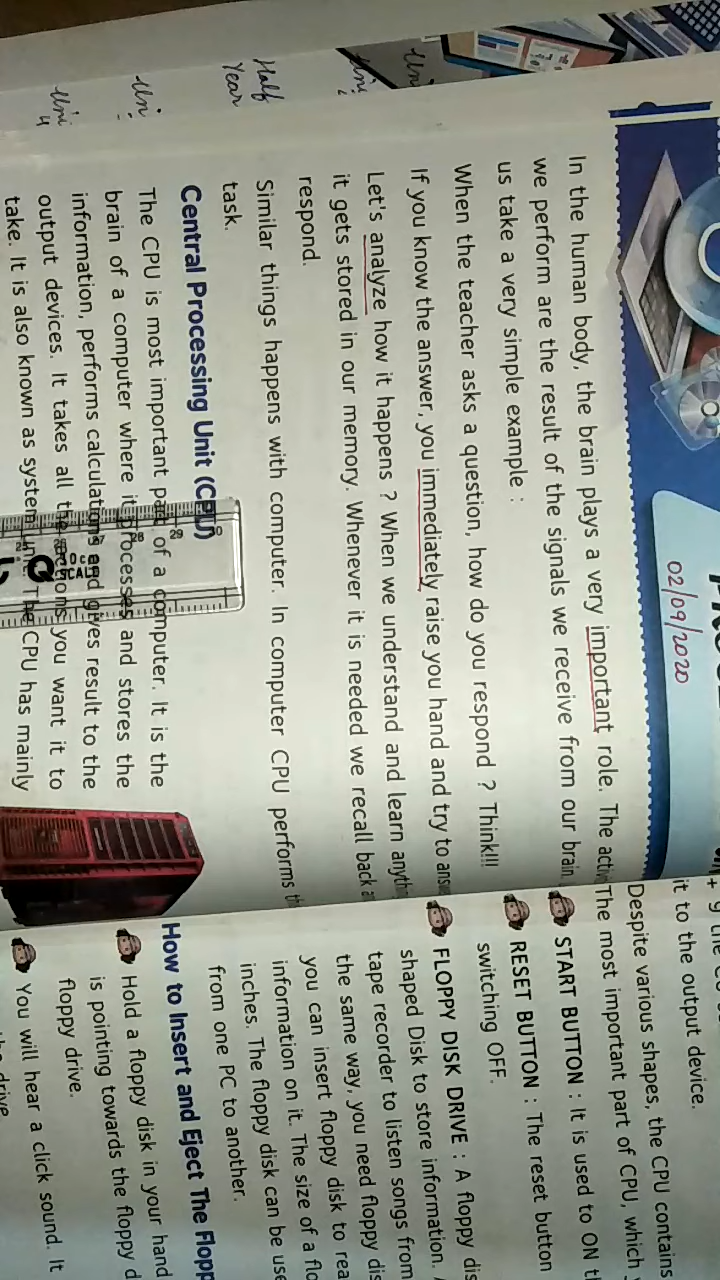 02/09/2020
In the human body, the brain plays a very important role. The
we perform are the result of the signals we receive from our brain
us take a very simple example :
When the teacher asks a question, how do you respond ? Think!!!
If you know the answer, you immediately raise you hand and try to
Let's analyze how it happens ? When we understand and learn
it gets stored in our memory. Whenever it is needed we recall back
respond.
Similar things happens with computer. In computer CPU performs
task.
Central Processing Unit (CPU)
The CPU is most important part of a computer. It is the
brain of a computer where it processes and stores the
information, performs calculations and gives result to the
output devices. It takes all the you want it to
take. It is also known as system unit. The CPU has mainly
Half
Year
Uni
4
it to the output device.
Despite various shapes, the CPU contains
The most important part of CPU, which
START BUTTON : It is used to ON
RESET BUTTON : The reset button
switching OFF.
FLOPPY DISK DRIVE : A floppy
shaped Disk to store information.
tape recorder to listen songs from
the same way, you need floppy
you can insert floppy disk to
information on it. The size of a
inches. The floppy disk can be
from one PC to another.
How to Insert and Eject The
Hold a floppy disk in your hand
is pointing towards the floppy
floppy drive.
You will hear a click sound. It
drive